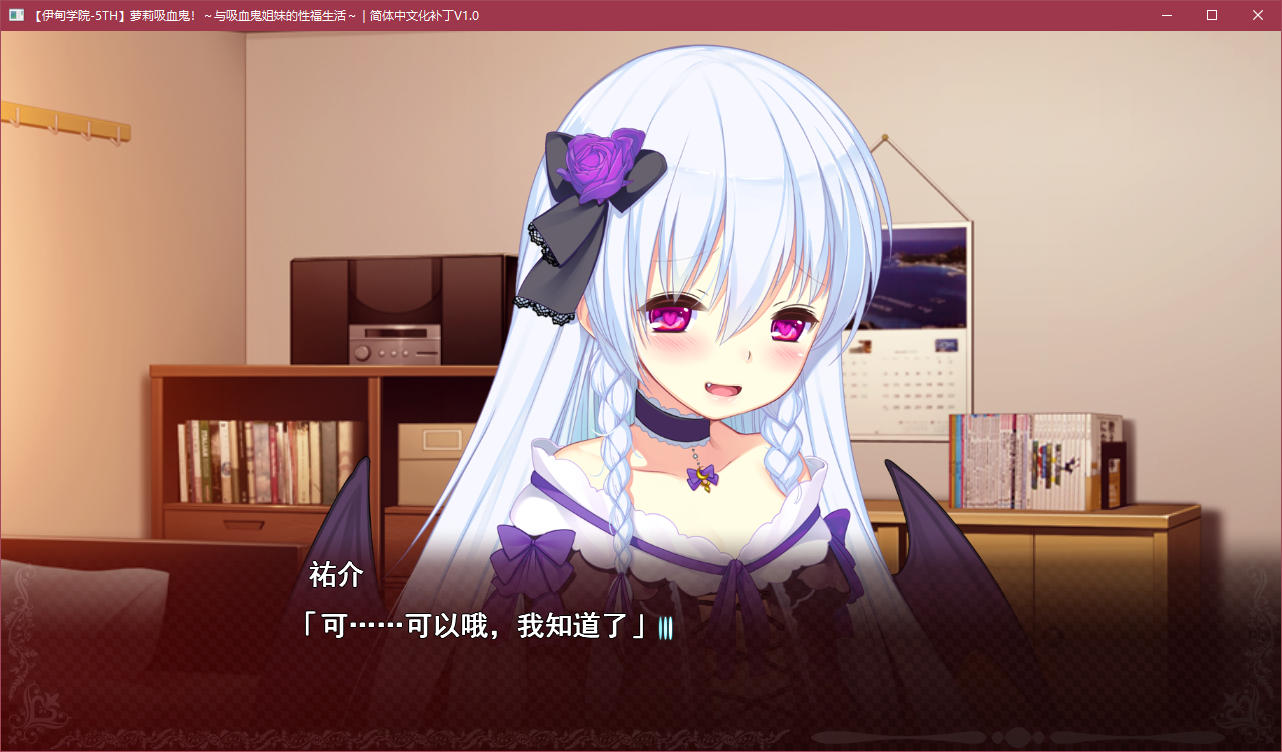 【伊甸学院-5TH】萝莉吸血鬼！～与吸血鬼姐妹的性福生活～ | 简体中文化补丁V1.0
祐介
「可……可以哦，我知道了」